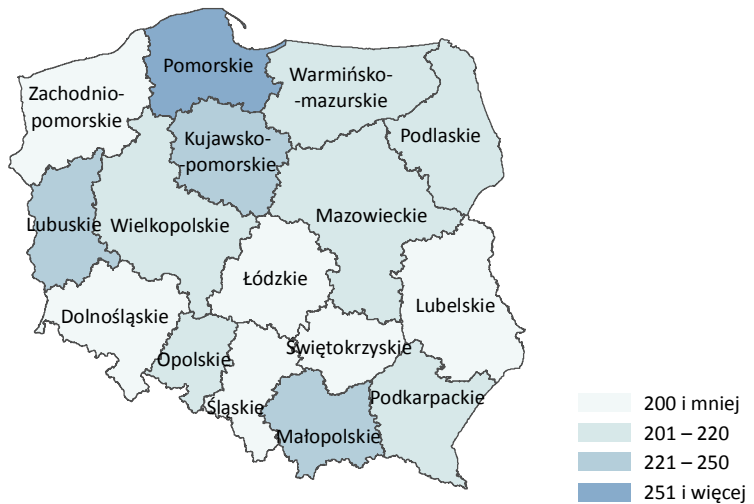 Pomorskie
Warmińsko-
-mazurskie
Zachodnio-
pomorskie
Podlaskie
Kujawsko-
-pomorskie
Mazowieckie
Lubuskie
Wielkopolskie
Łódzkie
Lubelskie
Dolnośląskie
Świętokrzyskie
Opolskie
Podkarpackie
Śląskie
Małopolskie
200 i mniej
201 – 220
221 – 250
251 i więcej